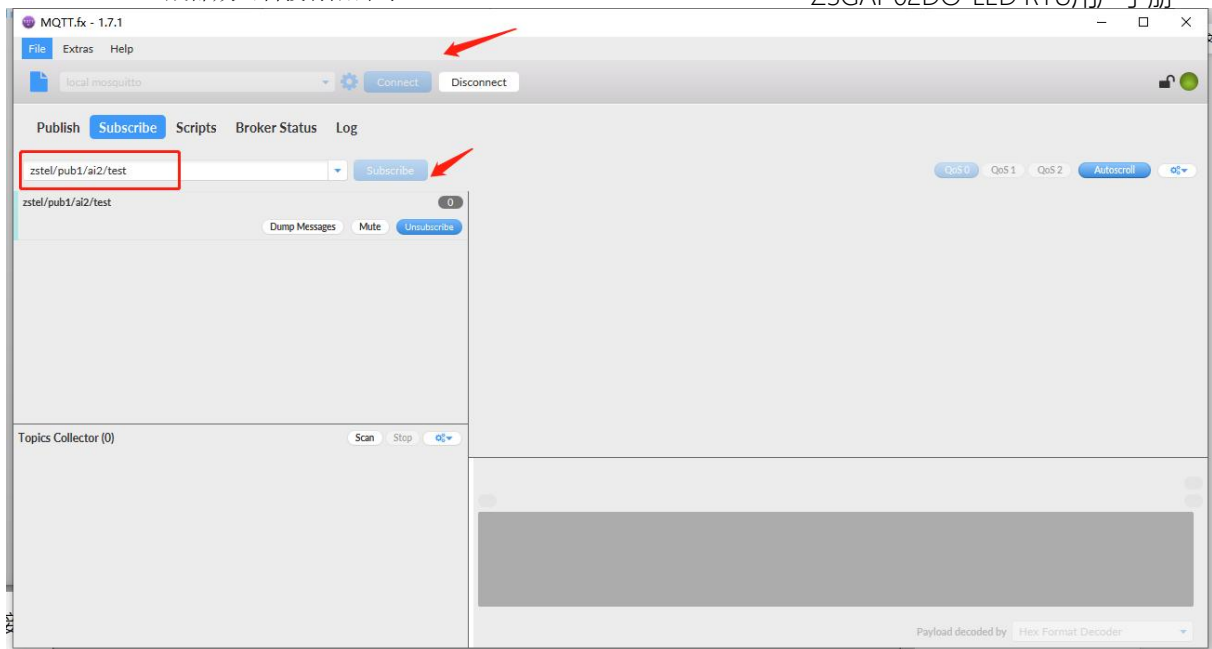 MQTT.fx - 1.7.1
File Extras Help
local mosquitto Connect Disconnect
Publish Subscribe Scripts Broker Status Log
zstel/pub1/ai2/test Subscribe QoS 0 QoS 1 QoS 2 Autoscroll
zstel/pub1/ai2/test 0
Dump Messages Mute Unsubscribe
Topics Collector (0) Scan Stop
Payload decoded by Hex Format Decoder